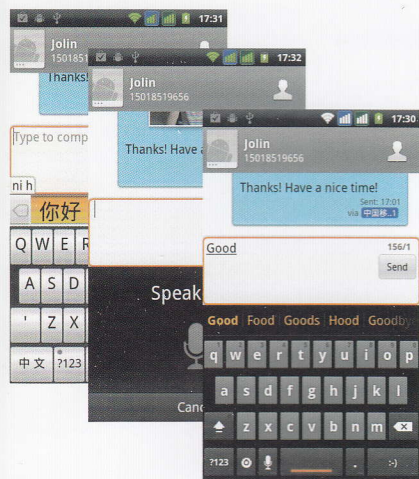 17:31
Jolin
15018519
Thanks!
Type to comp
ni h
你好
Q W E R
A S D
' Z X
中文 ?123
17:32
Jolin
15018519656
Thanks! Have a
Speak
Canc
17:30
Jolin
15018519656
Thanks! Have a nice time!
Sent: 17:01
via 中国移..1
Good 156/1
Send
Good Food Goods Hood Goodby
q w e r t y u i o p
a s d f g h j k l
z x c v b n m
?123 . :-)